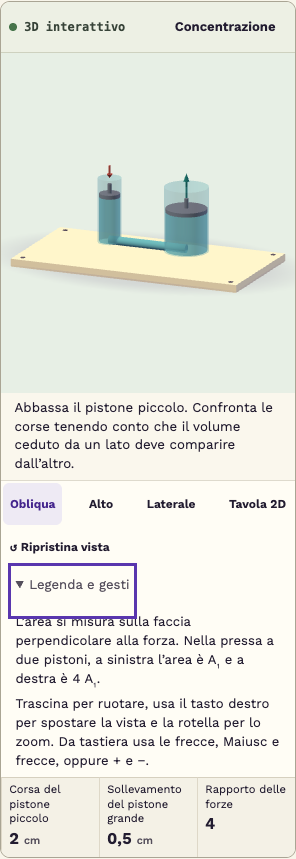 3D interattivo
Concentrazione
Abbassa il pistone piccolo. Confronta le
corse tenendo conto che il volume
ceduto da un lato deve comparire
dall’altro.
Obliqua
Alto
Laterale
Tavola 2D
↺ Ripristina vista
▼ Legenda e gesti
L’area si misura sulla faccia
perpendicolare alla forza. Nella pressa a
due pistoni, a sinistra l’area è A₁ e a
destra è 4 A₁.
Trascina per ruotare, usa il tasto destro
per spostare la vista e la rotella per lo
zoom. Da tastiera usa le frecce, Maiusc e
frecce, oppure + e −.
Corsa del
pistone
piccolo
2 cm
Sollevamento
del pistone
grande
0,5 cm
Rapporto delle
forze
4